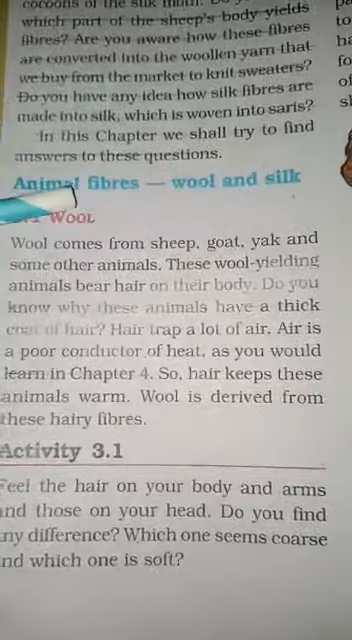 cocoons of the silk moth. Do
which part of the sheep's body yields
fibres? Are you aware how these fibres
are converted into the woollen yarn that
we buy from the market to knit sweaters?
Do you have any idea how silk fibres are
made into silk, which is woven into saris?
In this Chapter we shall try to find
answers to these questions.
Animal fibres — wool and silk
WOOL
Wool comes from sheep, goat, yak and
some other animals. These wool-yielding
animals bear hair on their body. Do you
know why these animals have a thick
coat of hair? Hair trap a lot of air. Air is
a poor conductor of heat, as you would
learn in Chapter 4. So, hair keeps these
animals warm. Wool is derived from
these hairy fibres.
Activity 3.1
Feel the hair on your body and arms
and those on your head. Do you find
ny difference? Which one seems coarse
nd which one is soft?